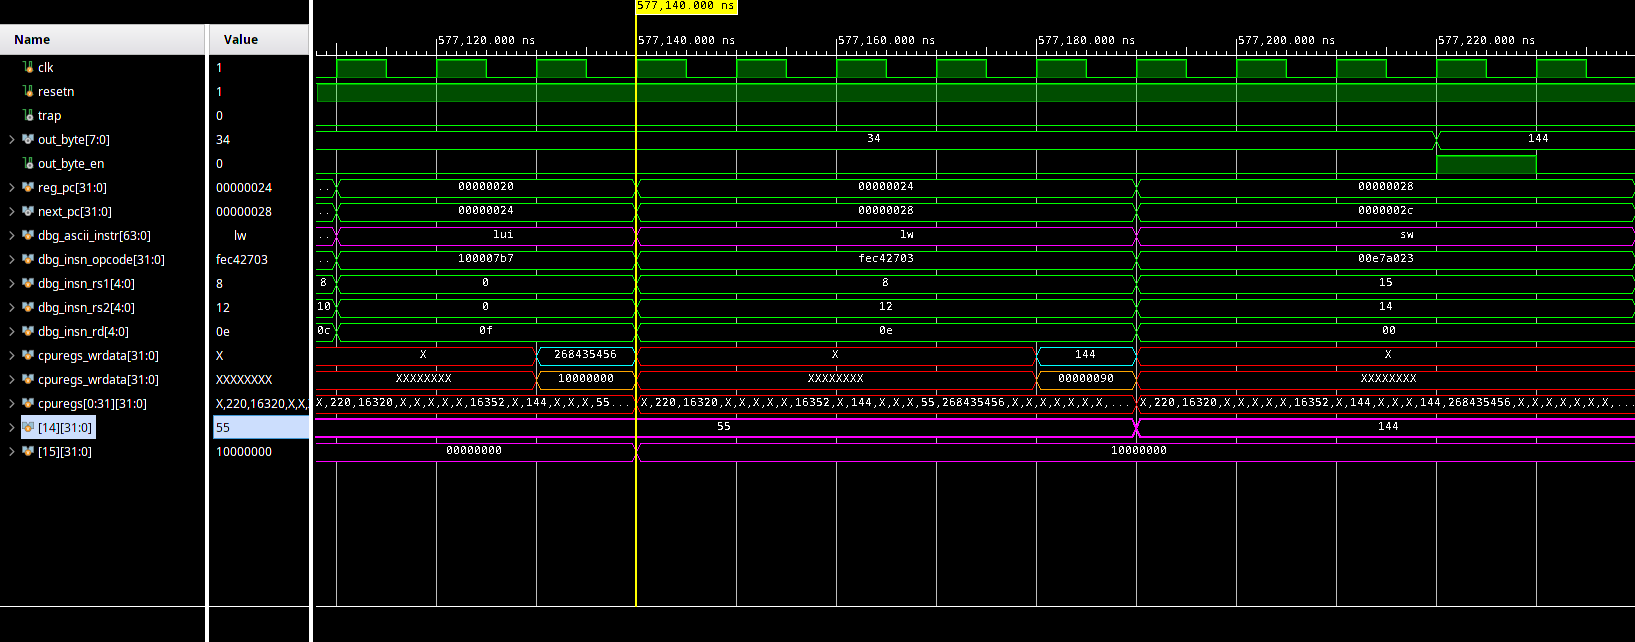 577,140.000 ns
Name Value
577,120.000 ns 577,140.000 ns 577,160.000 ns 577,180.000 ns 577,200.000 ns 577,220.000 ns
clk 1
resetn 1
trap 0
out_byte[7:0] 34 34 144
out_byte_en 0
reg_pc[31:0] 00000024 .. 00000020 00000024 00000028
next_pc[31:0] 00000028 .. 00000024 00000028 0000002c
dbg_ascii_instr[63:0] lw .. lui lw sw
dbg_insn_opcode[31:0] fec42703 .. 100007b7 fec42703 00e7a023
dbg_insn_rs1[4:0] 8 8 0 8 15
dbg_insn_rs2[4:0] 12 10 0 12 14
dbg_insn_rd[4:0] 0e 0c 0f 0e 00
cpuregs_wrdata[31:0] X X 268435456 X 144 X
cpuregs_wrdata[31:0] XXXXXXXX XXXXXXXX 10000000 XXXXXXXX 00000090 XXXXXXXX
cpuregs[0:31][31:0] X,220,16320,X,X, X,220,16320,X,X,X,X,X,16352,X,144,X,X,X,55... X,220,16320,X,X,X,X,X,16352,X,144,X,X,X,55,268435456,X,X,X,X,X,X,... X,220,16320,X,X,X,X,X,16352,X,144,X,X,X,144,268435456,X,X,X,X,X,X,X,...
[14][31:0] 55 55 144
[15][31:0] 10000000 00000000 10000000